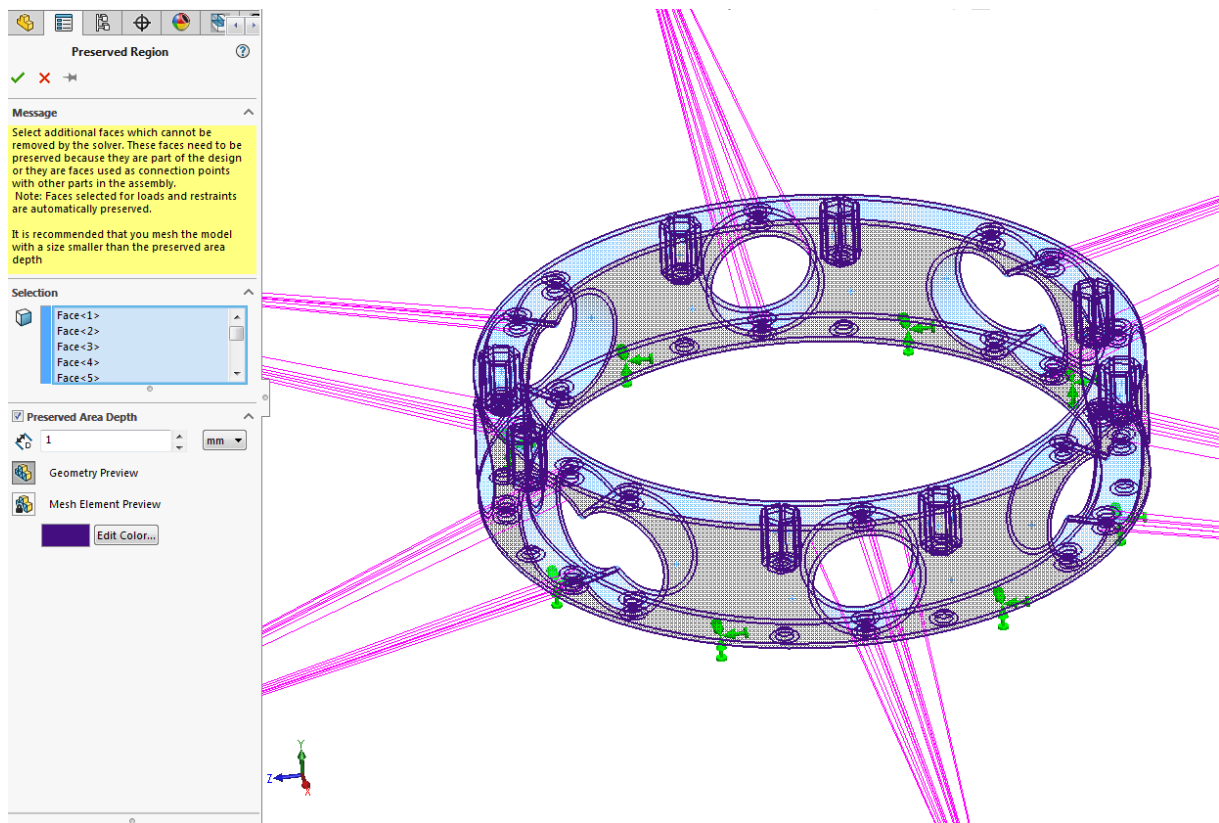 Preserved Region
Message
Select additional faces which cannot be
removed by the solver. These faces need to be
preserved because they are part of the design
or they are faces used as connection points
with other parts in the assembly.
Note: Faces selected for loads and restraints
are automatically preserved.
It is recommended that you mesh the model
with a size smaller than the preserved area
depth
Selection
Face<1>
Face<2>
Face<3>
Face<4>
Face<5>
Preserved Area Depth
D
1
mm
Geometry Preview
Mesh Element Preview
Edit Color...
Y
Z
X